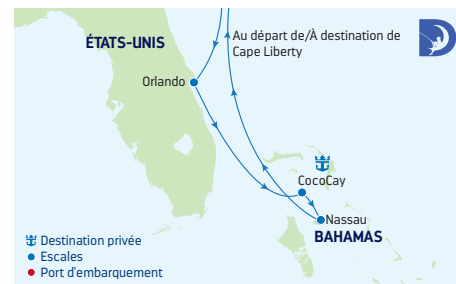 ÉTATS-UNIS
Au départ de/À destination de
Cape Liberty
Orlando
CocoCay
Nassau
BAHAMAS
Destination privée
Escales
Port d'embarquement